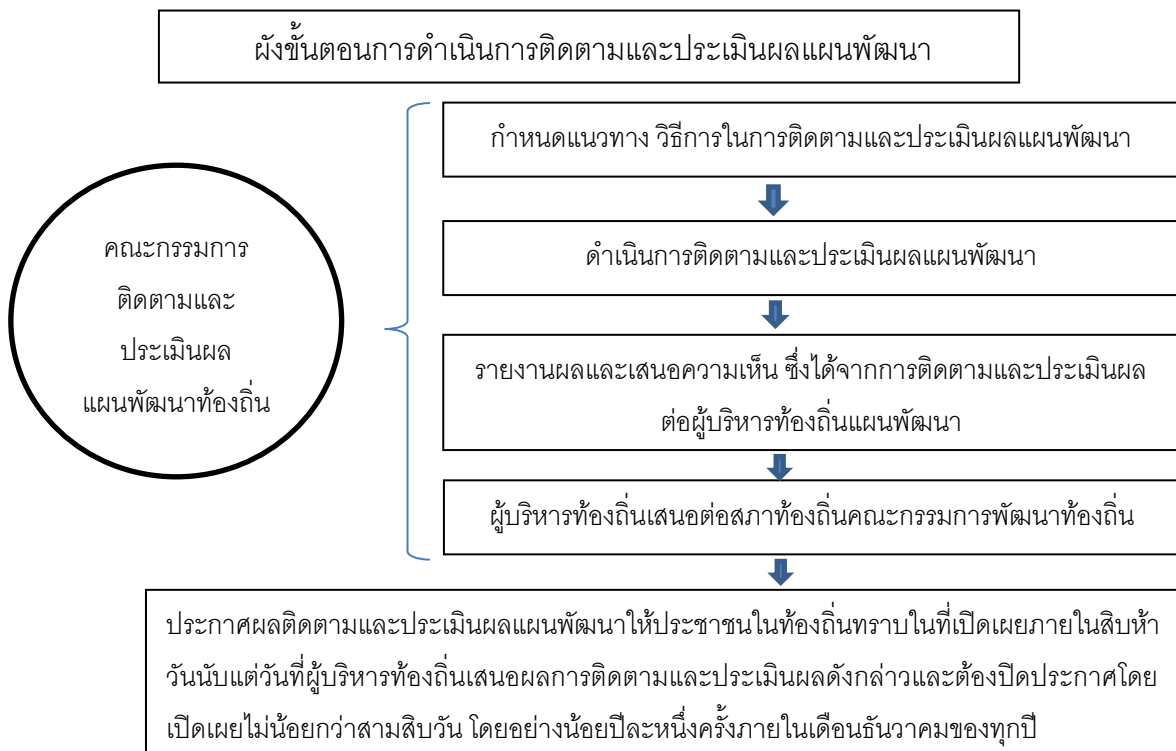 ผังขั้นตอนการดำเนินการติดตามและประเมินผลแผนพัฒนา
คณะกรรมการ
ติดตามและ
ประเมินผล
แผนพัฒนาท้องถิ่น
กำหนดแนวทาง วิธีการในการติดตามและประเมินผลแผนพัฒนา
ดำเนินการติดตามและประเมินผลแผนพัฒนา
รายงานผลและเสนอความเห็น ซึ่งได้จากการติดตามและประเมินผล
ต่อผู้บริหารท้องถิ่นแผนพัฒนา
ผู้บริหารท้องถิ่นเสนอต่อสภาท้องถิ่นคณะกรรมการพัฒนาท้องถิ่น
ประกาศผลติดตามและประเมินผลแผนพัฒนาให้ประชาชนในท้องถิ่นทราบในที่เปิดเผยภายในสิบห้า
วันนับแต่วันที่ผู้บริหารท้องถิ่นเสนอผลการติดตามและประเมินผลดังกล่าวและต้องปิดประกาศโดย
เปิดเผยไม่น้อยกว่าสามสิบวัน โดยอย่างน้อยปีละหนึ่งครั้งภายในเดือนธันวาคมของทุกปี